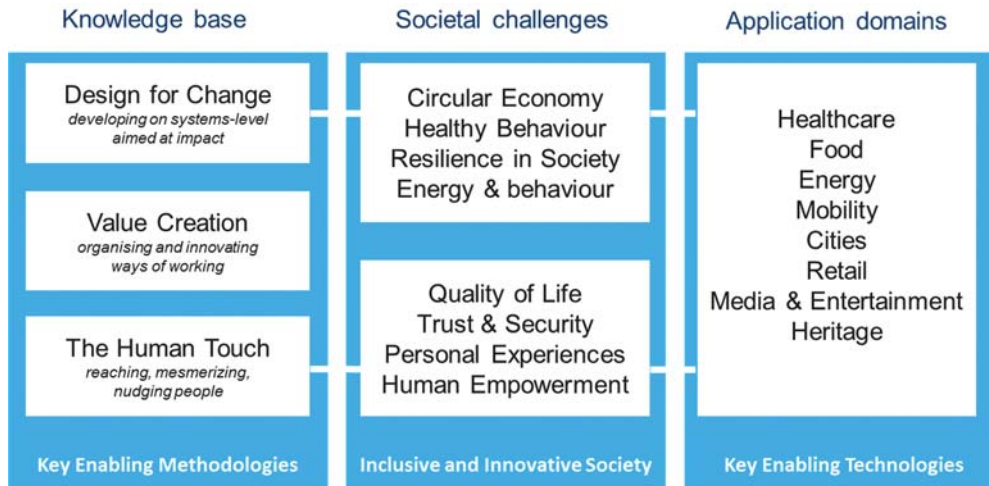 Knowledge base
Design for Change
developing on systems-level
aimed at impact
Value Creation
organising and innovating
ways of working
The Human Touch
reaching, mesmerizing,
nudging people
Key Enabling Methodologies
Societal challenges
Circular Economy
Healthy Behaviour
Resilience in Society
Energy & behaviour
Quality of Life
Trust & Security
Personal Experiences
Human Empowerment
Inclusive and Innovative Society
Application domains
Healthcare
Food
Energy
Mobility
Cities
Retail
Media & Entertainment
Heritage
Key Enabling Technologies